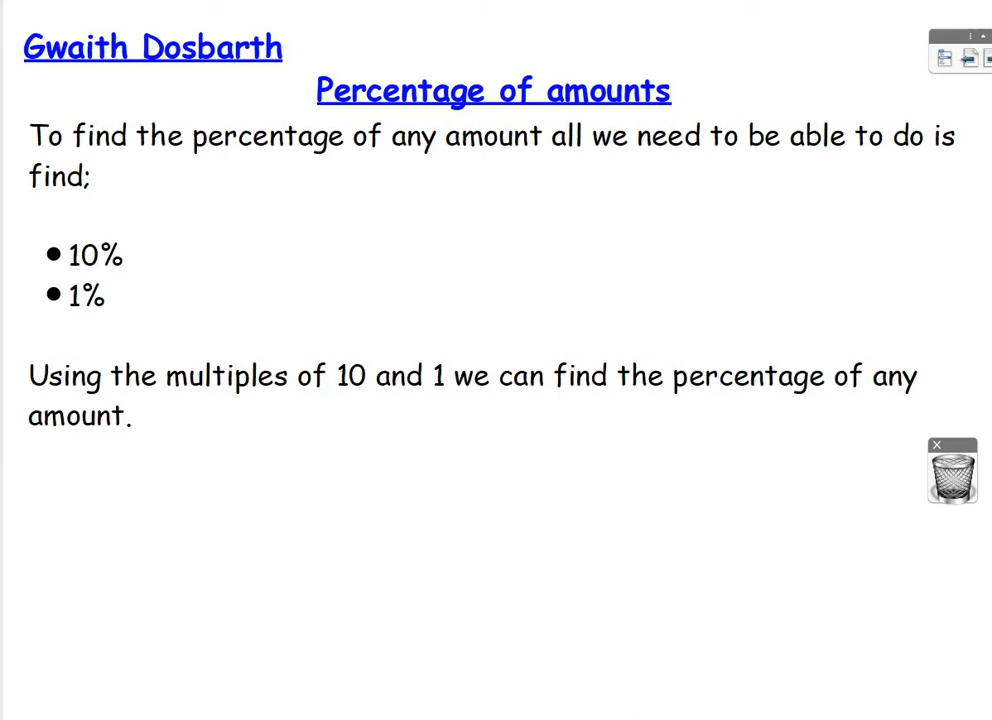 Gwaith Dosbarth
Percentage of amounts
To find the percentage of any amount all we need to be able to do is
find;
• 10%
• 1%
Using the multiples of 10 and 1 we can find the percentage of any
amount.